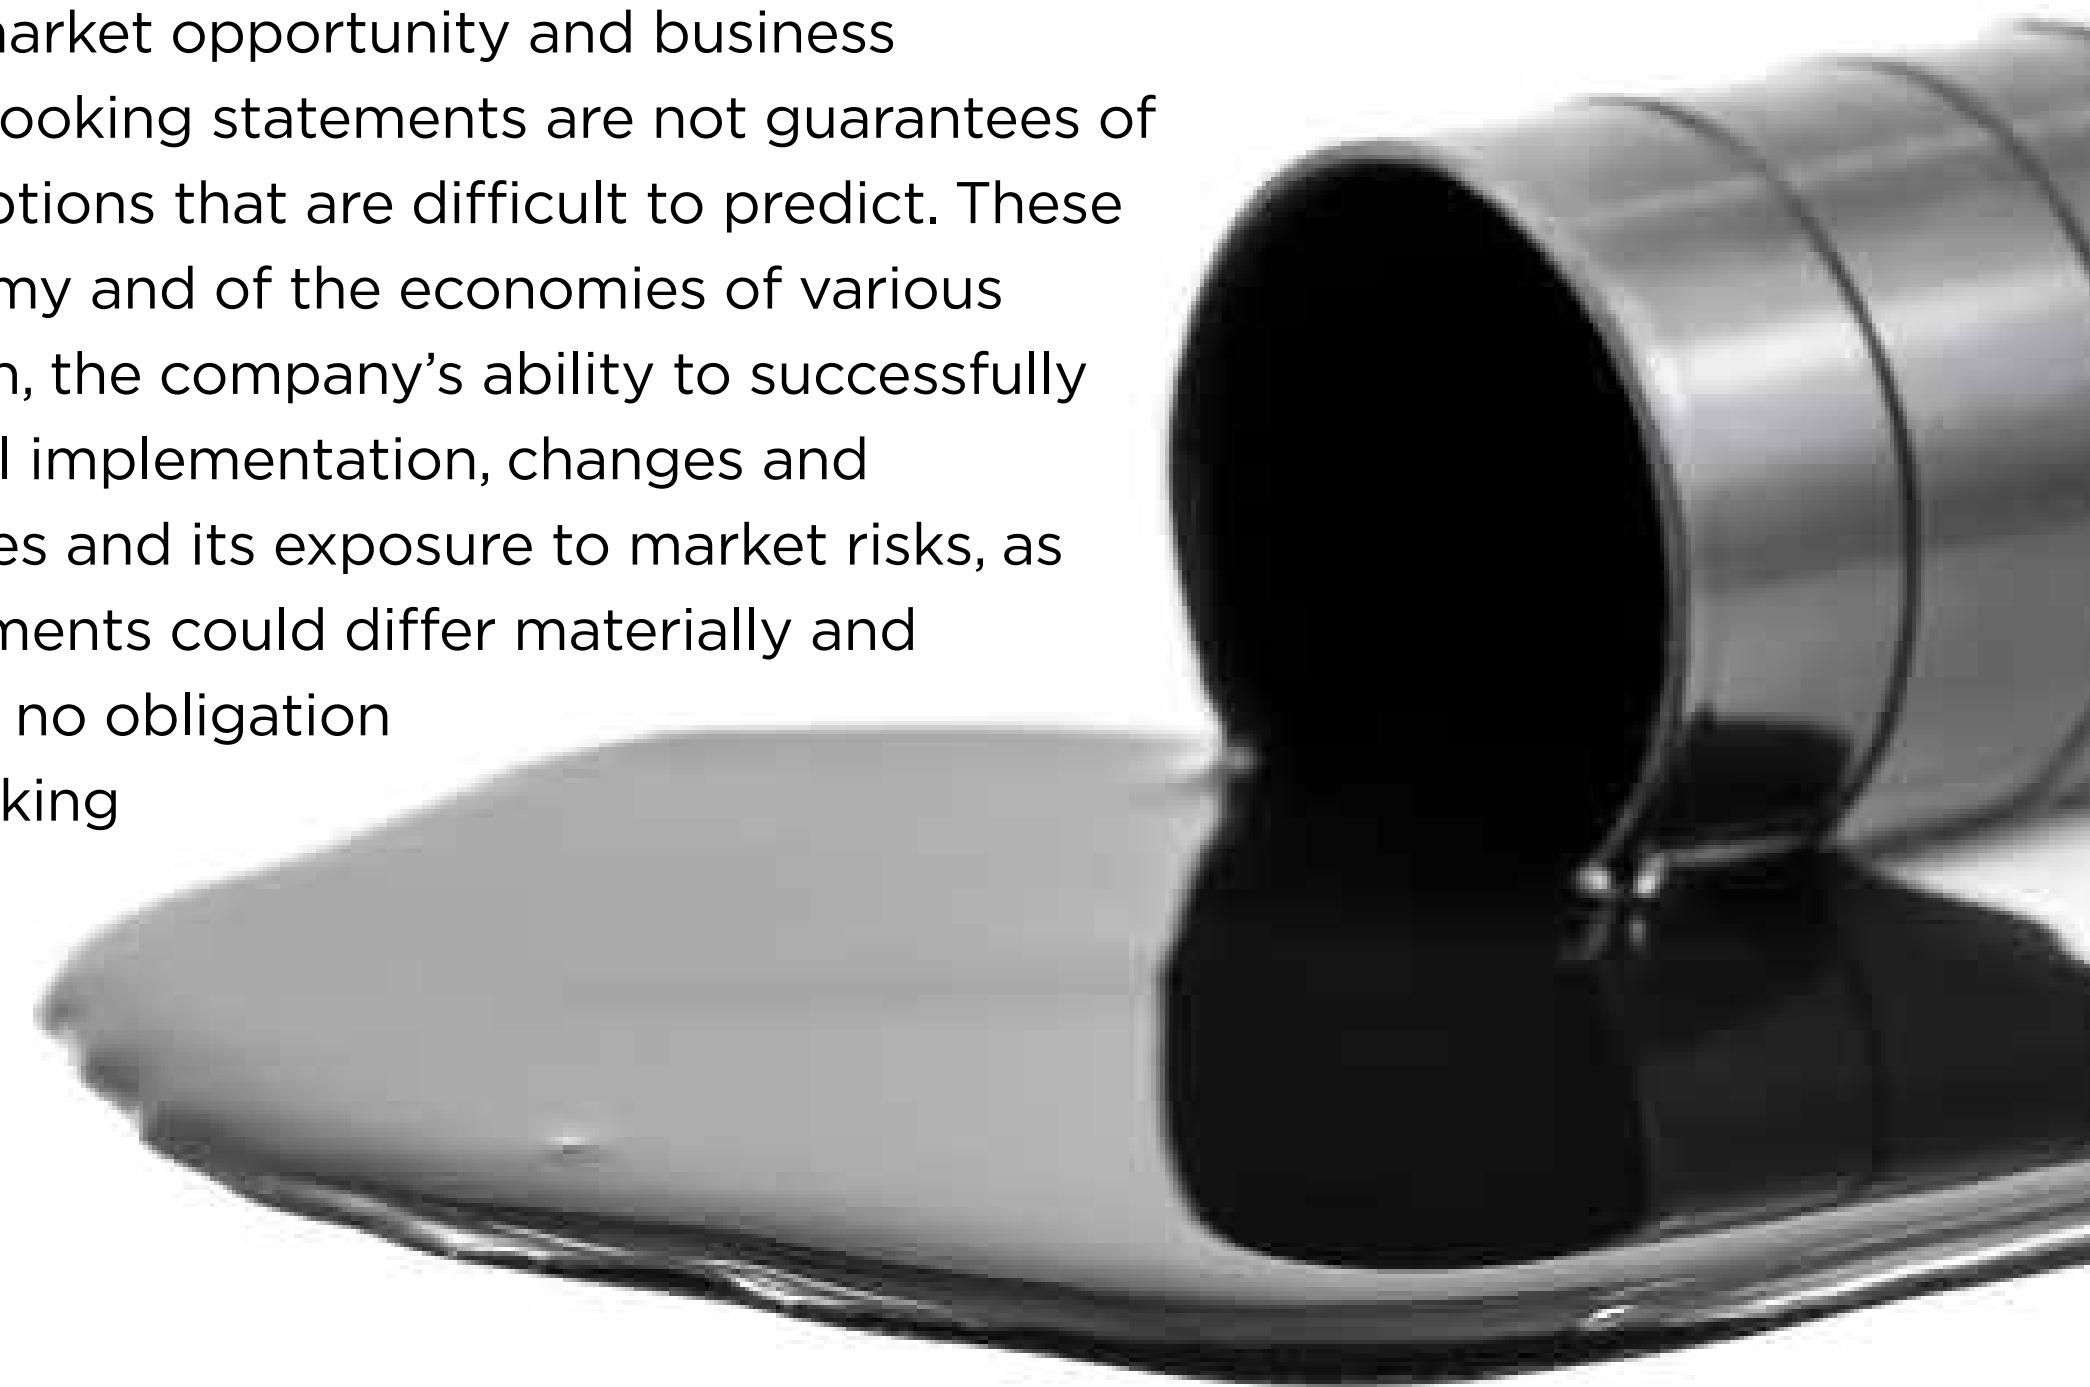 arket opportunity and business
ooking statements are not guarantees of
tions that are difficult to predict. These
my and of the economies of various
, the company’s ability to successfully
l implementation, changes and
es and its exposure to market risks, as
ments could differ materially and
no obligation
king